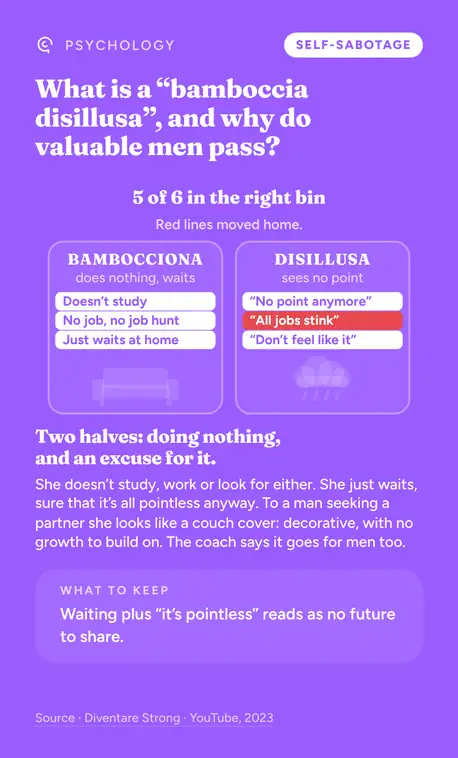 PSYCHOLOGY
SELF-SABOTAGE
What is a “bamboccia
disillusa”, and why do
valuable men pass?
5 of 6 in the right bin
Red lines moved home.
BAMBOCCIONA
does nothing, waits
Doesn’t study
No job, no job hunt
Just waits at home
DISILLUSA
sees no point
“No point anymore”
“All jobs stink”
“Don’t feel like it”
Two halves: doing nothing,
and an excuse for it.
She doesn’t study, work or look for either. She just waits,
sure that it’s all pointless anyway. To a man seeking a
partner she looks like a couch cover: decorative, with no
growth to build on. The coach says it goes for men too.
WHAT TO KEEP
Waiting plus “it’s pointless” reads as no future
to share.
Source · Diventare Strong · YouTube, 2023